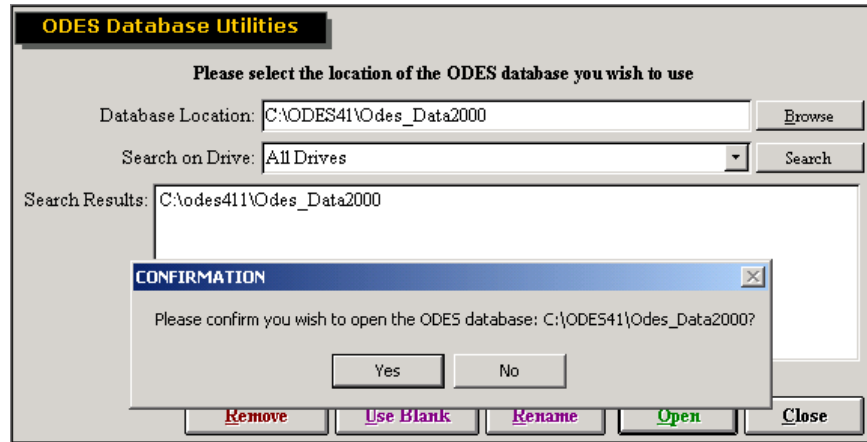 ODES Database Utilities
Please select the location of the ODES database you wish to use
Database Location: C:\ODES41\Odes_Data2000 Browse
Search on Drive: All Drives Search
Search Results: C:\odes411\Odes_Data2000
CONFIRMATION
Please confirm you wish to open the ODES database: C:\ODES41\Odes_Data2000?
Yes No
Remove Use Blank Rename Open Close